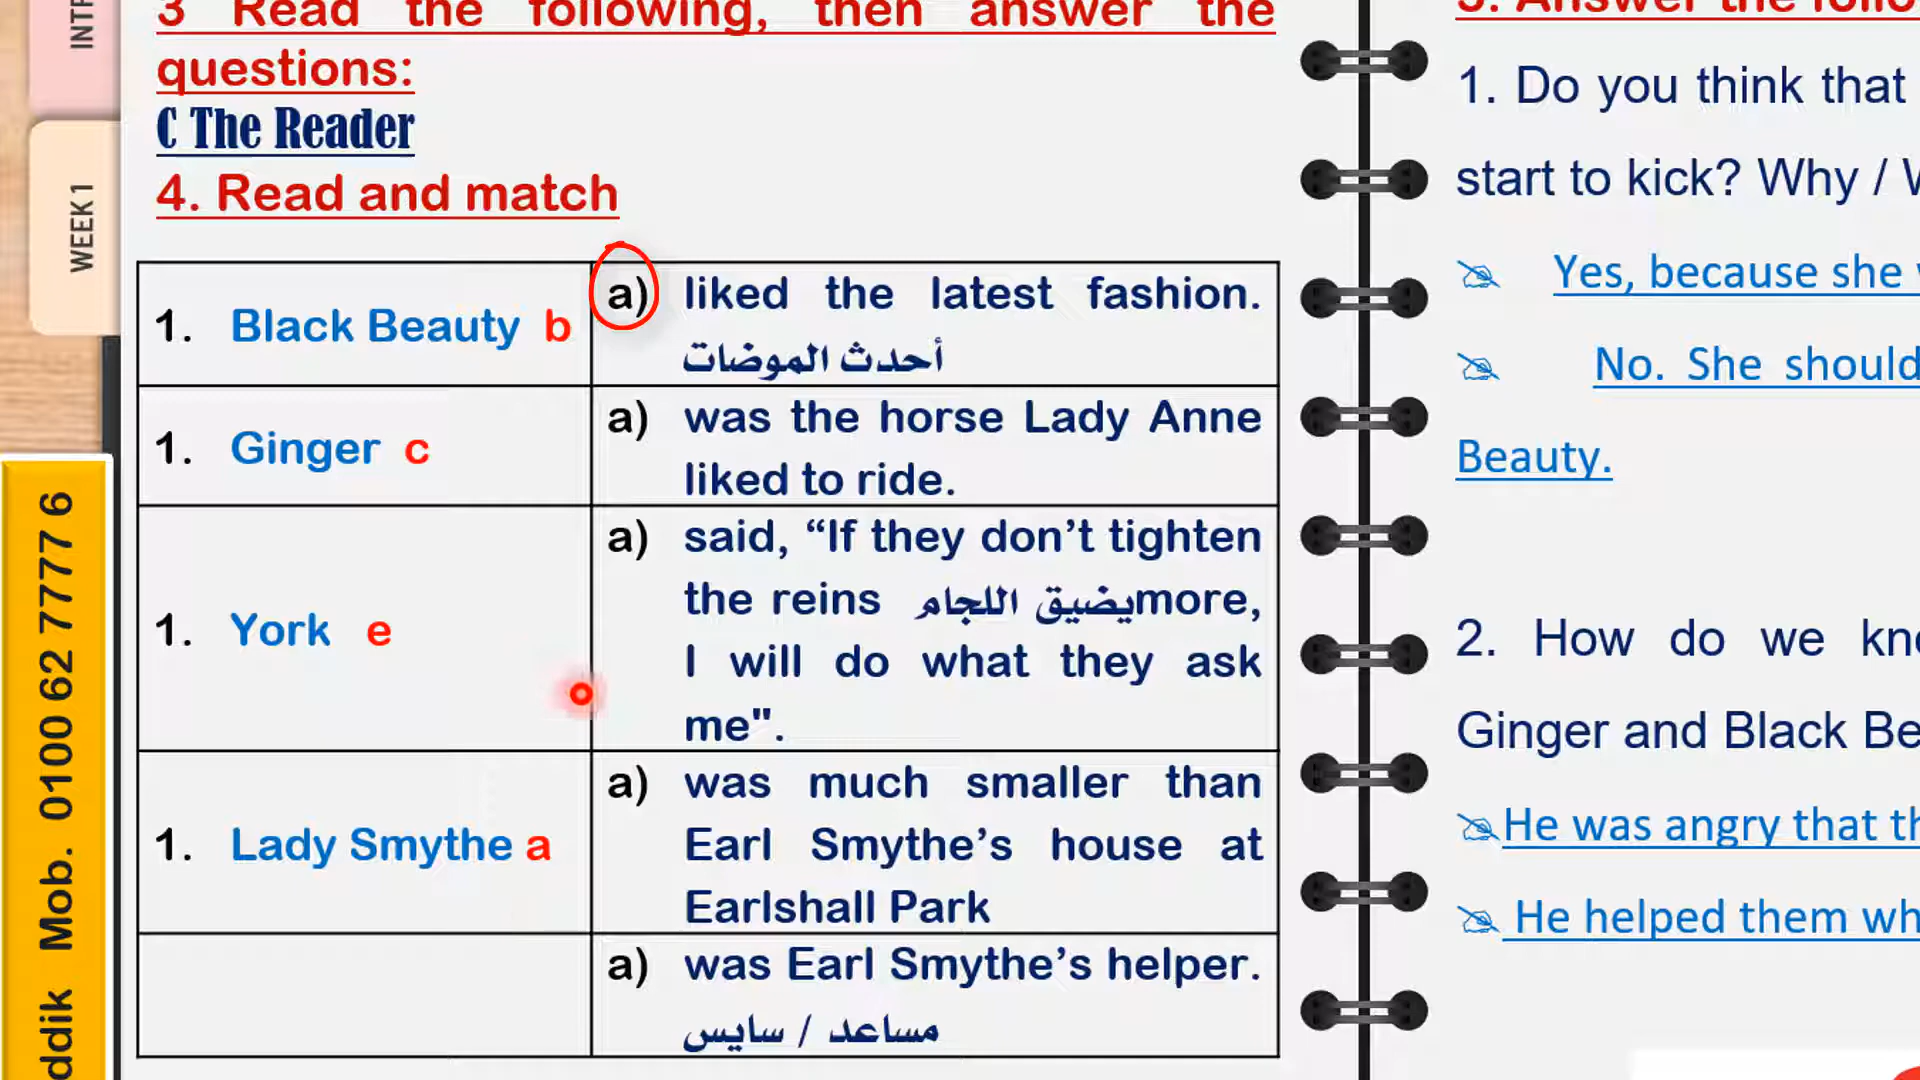 3 Read the following, then answer the
questions:
C The Reader
4. Read and match
1. Black Beauty b
a) liked the latest fashion.
أحدث الموضات
1. Ginger c
a) was the horse Lady Anne
liked to ride.
1. York e
a) said, “If they don’t tighten
the reins يضيق اللجام more,
I will do what they ask
me".
1. Lady Smythe a
a) was much smaller than
Earl Smythe’s house at
Earlshall Park
a) was Earl Smythe’s helper.
مساعد / سايس
Do you think that
1. Do you think that
start to kick? Why /
Yes, because she
No. She should
Beauty.
2. How do we
Ginger and Black
He was angry that
He helped them
WEEK 1
Mob. 0100 62 7777 6